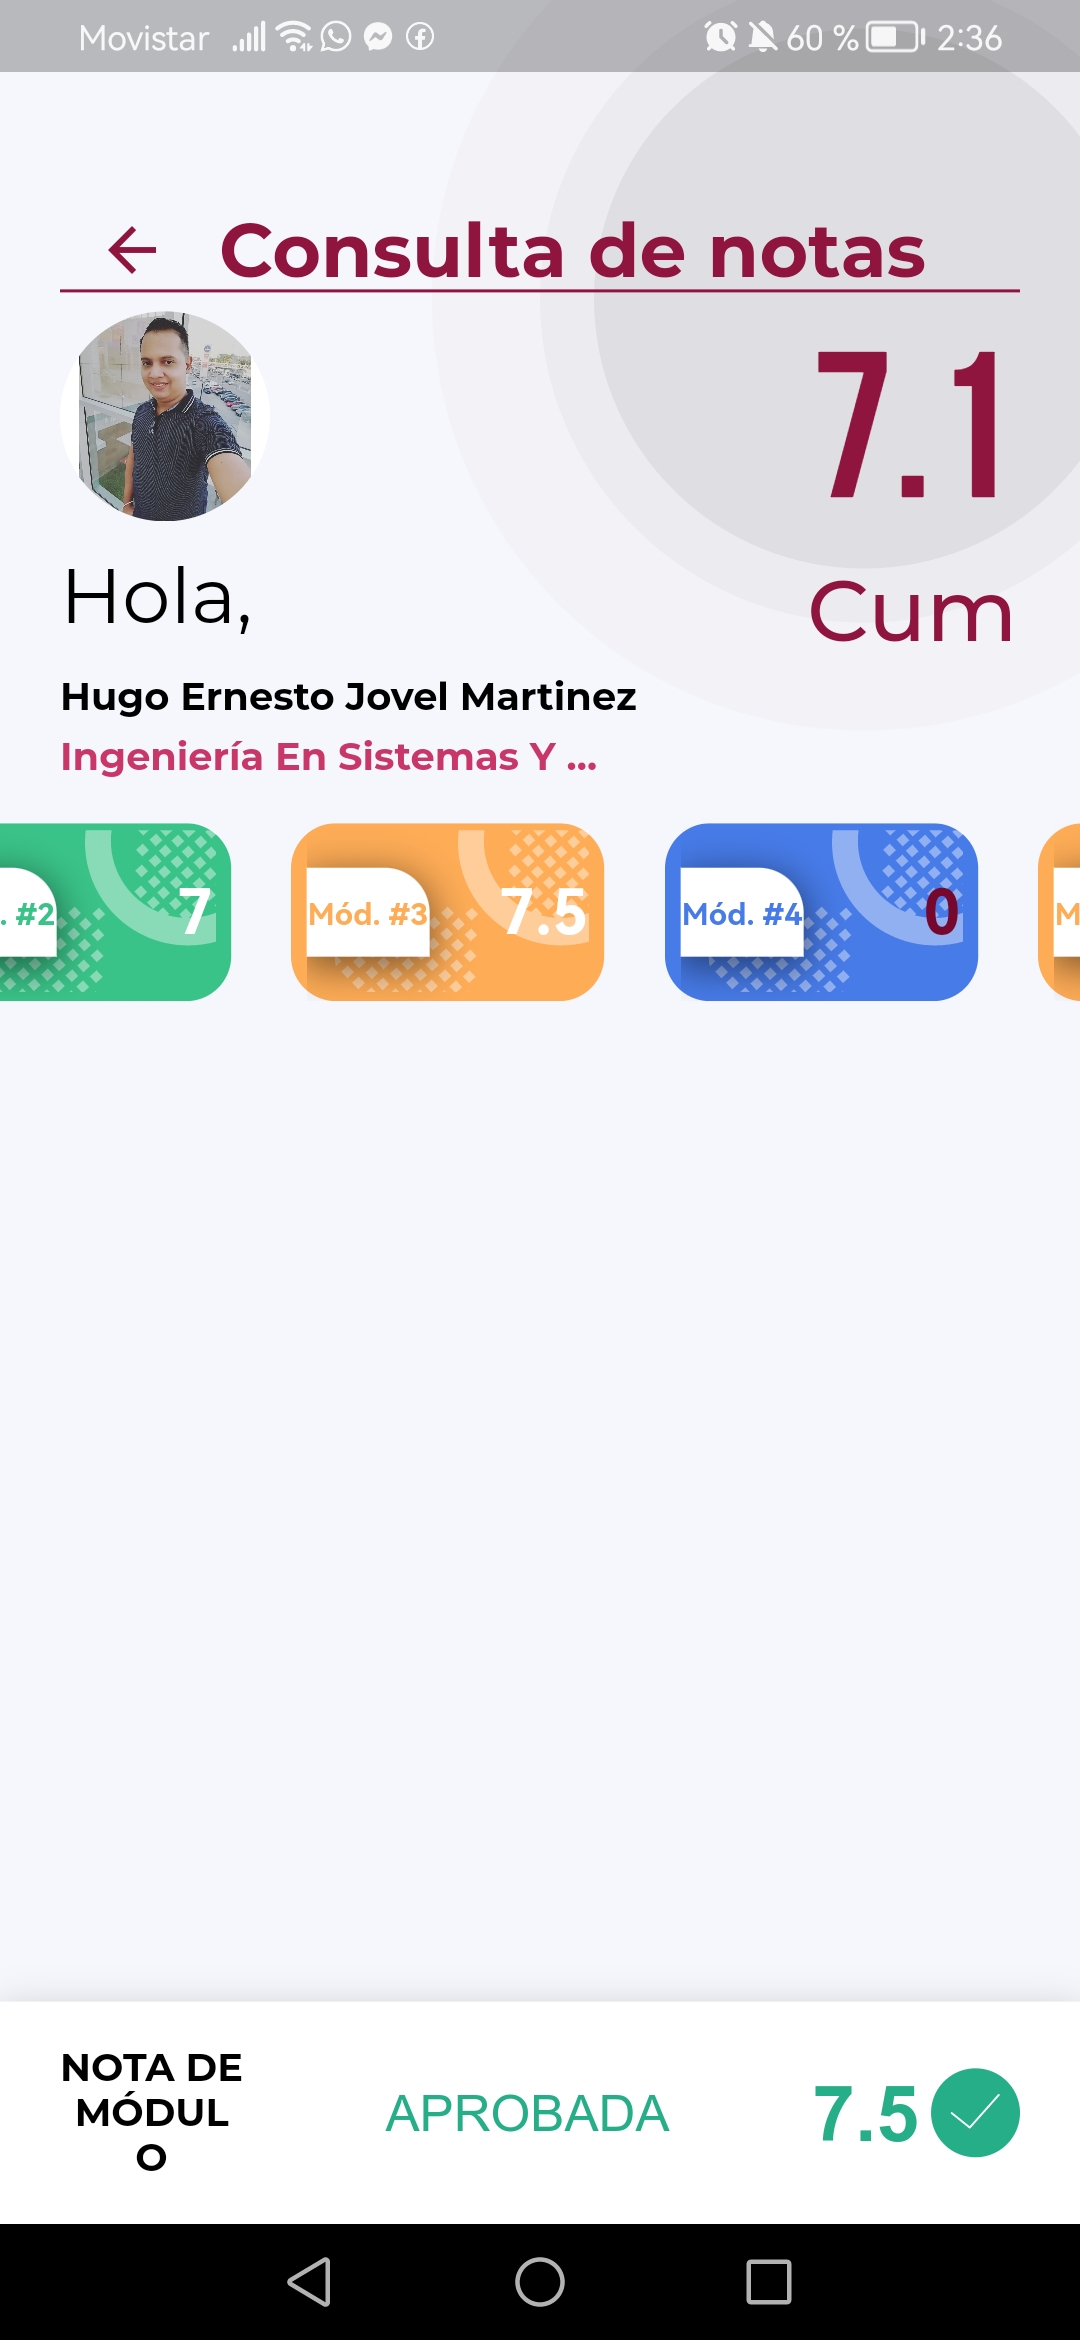 Movistar 60 % 2:36
Consulta de notas
7.1
Cum
Hola,
Hugo Ernesto Jovel Martinez
Ingeniería En Sistemas Y ...
. #2 7 Mód. #3 7.5 Mód. #4 0 M
NOTA DE
MÓDUL
O
APROBADA
7.5